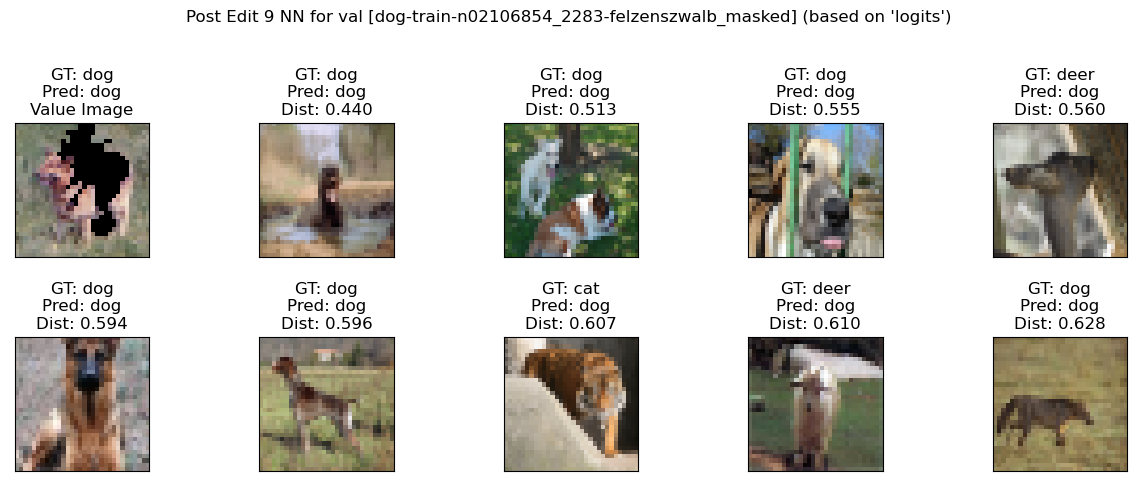 Post Edit 9 NN for val [dog-train-n02106854_2283-felzenszwalb_masked] (based on 'logits')
GT: dog
Pred: dog
Value Image
GT: dog
Pred: dog
Dist: 0.440
GT: dog
Pred: dog
Dist: 0.513
GT: dog
Pred: dog
Dist: 0.555
GT: deer
Pred: dog
Dist: 0.560
GT: dog
Pred: dog
Dist: 0.594
GT: dog
Pred: dog
Dist: 0.596
GT: cat
Pred: dog
Dist: 0.607
GT: deer
Pred: dog
Dist: 0.610
GT: dog
Pred: dog
Dist: 0.628